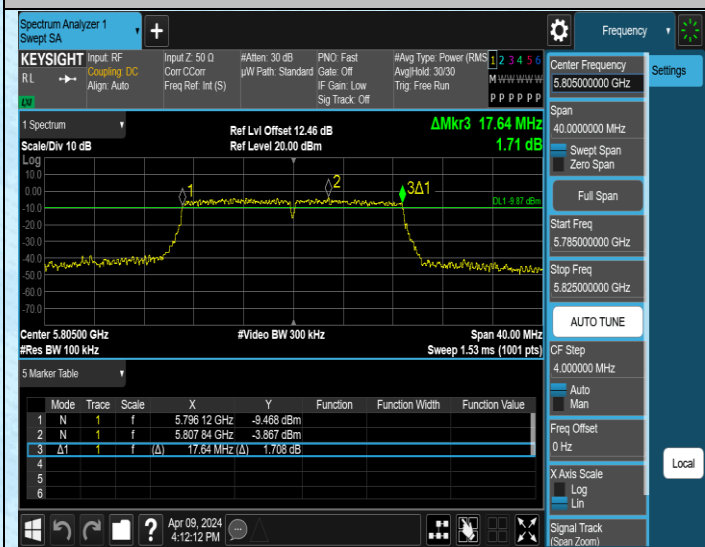 Spectrum Analyzer 1
Swept SA
+
Frequency
KEYSIGHT
RL
LXI
Input: RF
Coupling: DC
Align: Auto
Input Z: 50 Ω
Corr CCorr
Freq Ref: Int (S)
#Atten: 30 dB
µW Path: Standard
PNO: Fast
Gate: Off
IF Gain: Low
Sig Track: Off
#Avg Type: Power (RMS
Avg|Hold: 30/30
Trig: Free Run
1 2 3 4 5 6
M W W W W W
P P P P P P
Center Frequency
5.805000000 GHz
Settings
Span
40.0000000 MHz
Swept Span
Zero Span
Full Span
Start Freq
5.785000000 GHz
Stop Freq
5.825000000 GHz
AUTO TUNE
CF Step
4.000000 MHz
Auto
Man
Freq Offset
0 Hz
X Axis Scale
Log
Lin
Signal Track
(Span Zoom)
Local
1 Spectrum
Scale/Div 10 dB
Ref Lvl Offset 12.46 dB
Ref Level 20.00 dBm
ΔMkr3 17.64 MHz
1.71 dB
Log
10.0
0.00
-10.0
-20.0
-30.0
-40.0
-50.0
-60.0
-70.0
1
2
3Δ1
DL1 -9.87 dBm
Center 5.80500 GHz
#Res BW 100 kHz
#Video BW 300 kHz
Span 40.00 MHz
Sweep 1.53 ms (1001 pts)
5 Marker Table
Mode Trace Scale X Y Function Function Width Function Value
1 N 1 f 5.796 12 GHz -9.468 dBm
2 N 1 f 5.807 84 GHz -3.867 dBm
3 Δ1 1 f (Δ) 17.64 MHz (Δ) 1.708 dB
4
5
6
?
Apr 09, 2024
4:12:12 PM